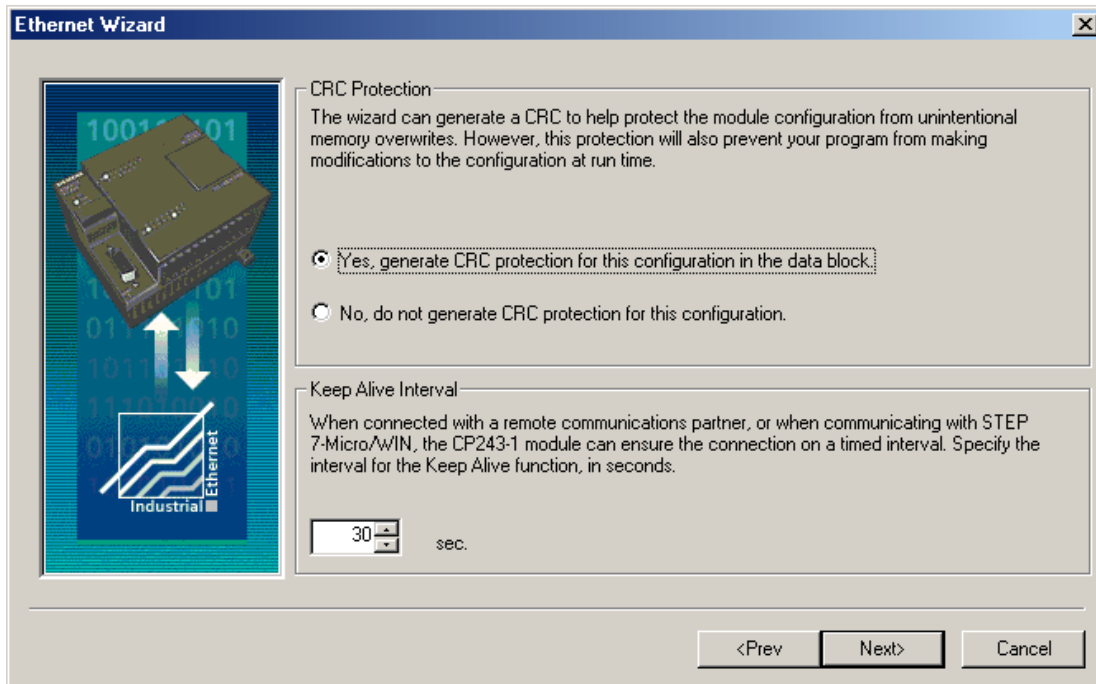 Ethernet Wizard
CRC Protection
The wizard can generate a CRC to help protect the module configuration from unintentional
memory overwrites. However, this protection will also prevent your program from making
modifications to the configuration at run time.
Yes, generate CRC protection for this configuration in the data block.
No, do not generate CRC protection for this configuration.
Keep Alive Interval
When connected with a remote communications partner, or when communicating with STEP
7-Micro/WIN, the CP243-1 module can ensure the connection on a timed interval. Specify the
interval for the Keep Alive function, in seconds.
30 sec.
Industrial
Ethernet
<Prev
Next>
Cancel